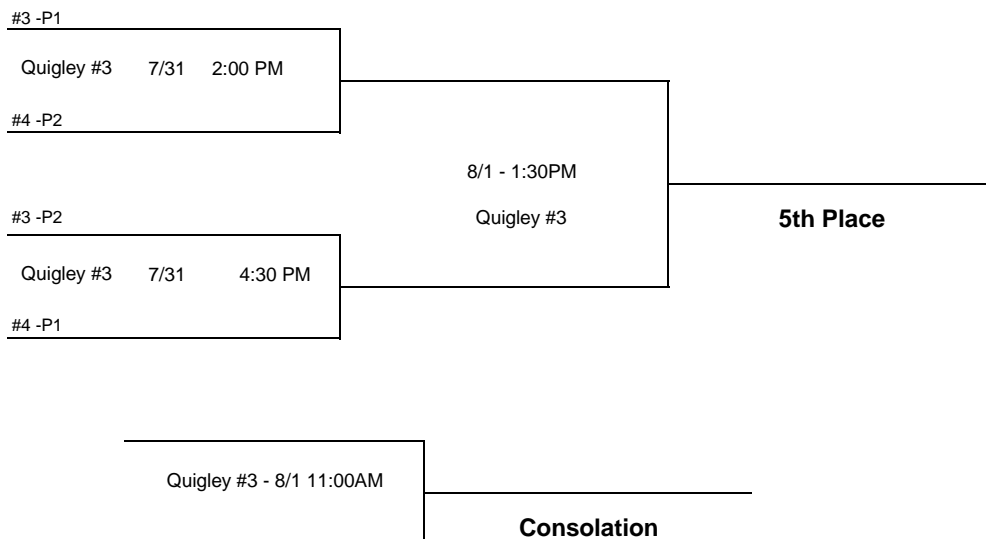 #3 -P1
Quigley #3 7/31 2:00 PM
#4 -P2
8/1 - 1:30PM
#3 -P2
Quigley #3
5th Place
Quigley #3 7/31 4:30 PM
#4 -P1
Quigley #3 - 8/1 11:00AM
Consolation